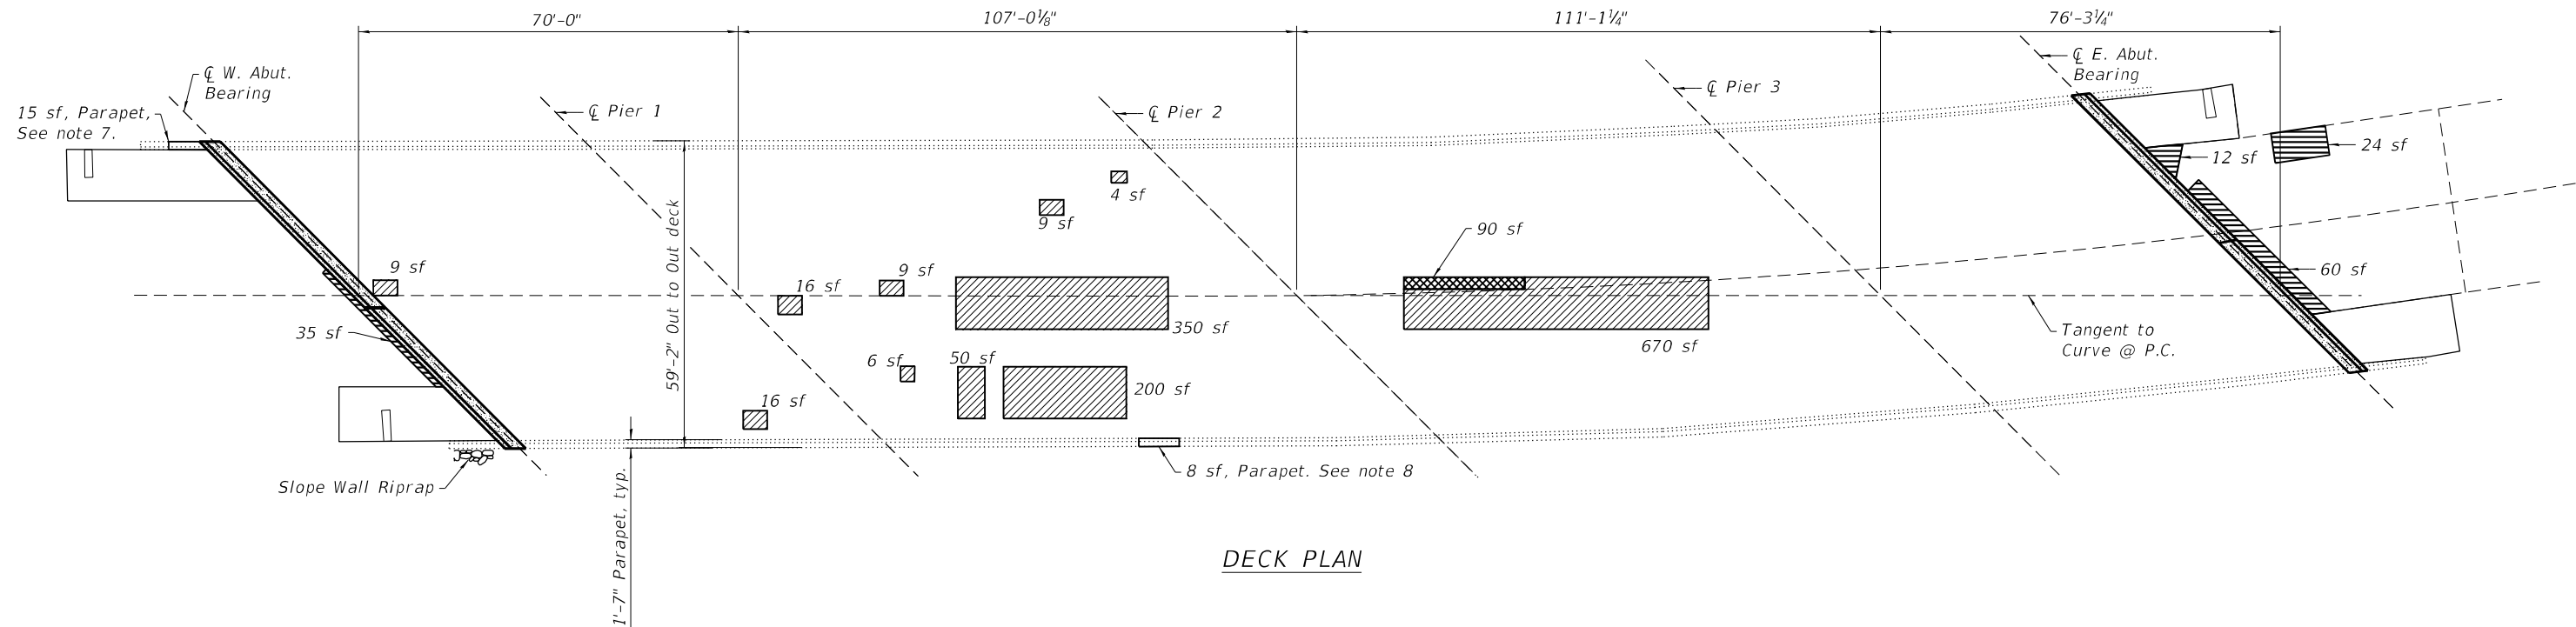 70'-0"
107'-0⅛"
111'-1¼"
76'-3¼"
℄ W. Abut.
Bearing
15 sf, Parapet,
See note 7.
℄ Pier 1
℄ Pier 2
℄ Pier 3
℄ E. Abut.
Bearing
24 sf
12 sf
4 sf
9 sf
59'-2" Out to Out deck
90 sf
9 sf
9 sf
16 sf
60 sf
35 sf
350 sf
670 sf
Tangent to
Curve @ P.C.
6 sf
50 sf
200 sf
16 sf
8 sf, Parapet. See note 8
Slope Wall Riprap
1'-7" Parapet, typ.
DECK PLAN